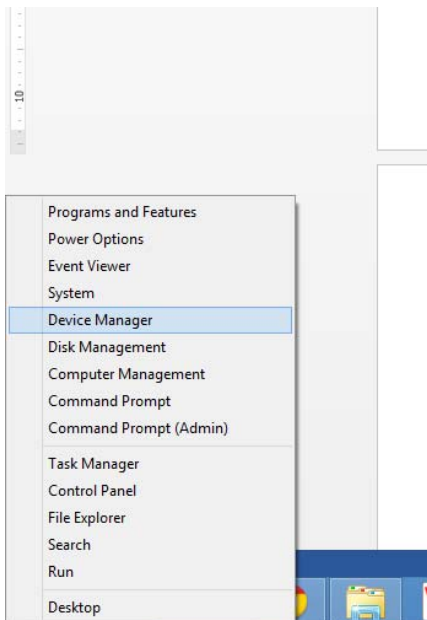 10
Programs and Features
Power Options
Event Viewer
System
Device Manager
Disk Management
Computer Management
Command Prompt
Command Prompt (Admin)
Task Manager
Control Panel
File Explorer
Search
Run
Desktop